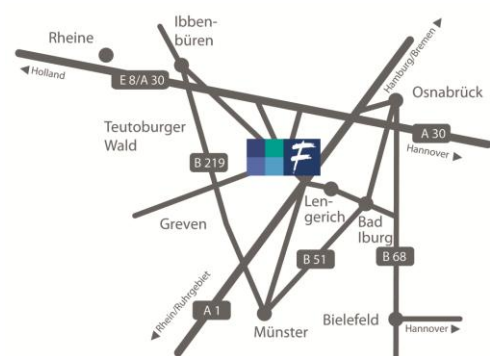 Ibben-
büren
Rheine
Hamburg/Bremen
Holland
E 8/A 30
Osnabrück
Teutoburger
Wald
A 30
Hannover
F
B 219
Len-
gerich
Bad
Iburg
Greven
B 51
B 68
Rhein/Ruhrgebiet
A 1
Münster
Bielefeld
Hannover